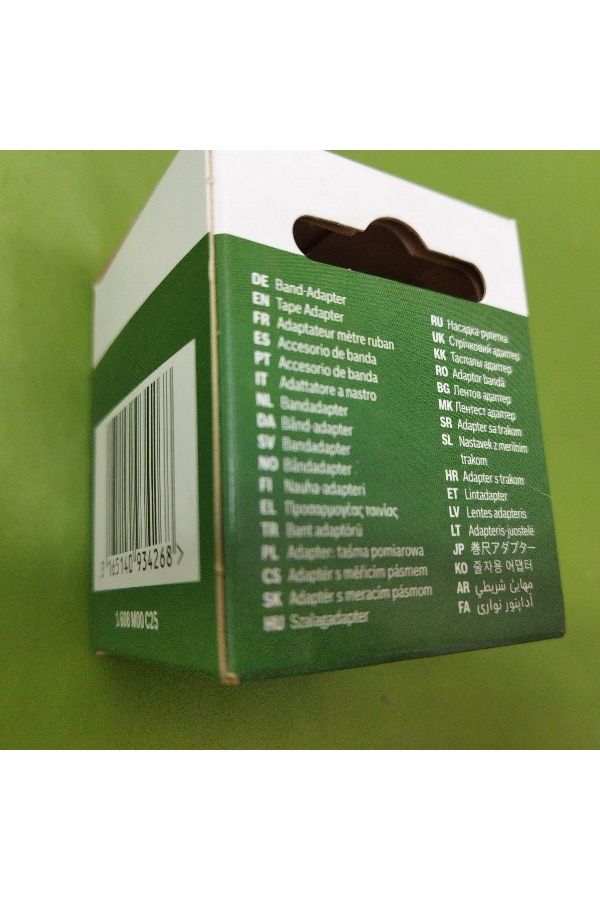 DE Band-Adapter
EN Tape Adapter
FR Adaptateur mètre ruban
ES Accesorio de banda
PT Accesorio de banda
IT Adattatore a nastro
NL Bandadapter
DA Bånd-adapter
SV Bandadapter
NO Båndadapter
FI Nauha-adapteri
EL Προσαρμογέας ταινίας
TR Bant adaptörü
PL Adapter: taśma pomiarowa
CS Adaptér s měřicím pásmem
SK Adaptér s meracím pásmom
HU Szalagadapter
RU Насадка-рулетка
UK Стрічковий адаптер
KK Таспалы адаптер
RO Adaptor bandă
BG Лентов адаптер
MK Лентест адаптер
SR Adapter sa trakom
SL Nastavek z merilnim
trakom
HR Adapter s trakom
ET Lintadapter
LV Lentes adapteris
LT Adapteris-juostelė
JP 巻尺アダプター
KO 줄자용 어댑터
AR مهايئ شريطي
FA آداپتور نواری
3165140934268
1 608 M00 C25